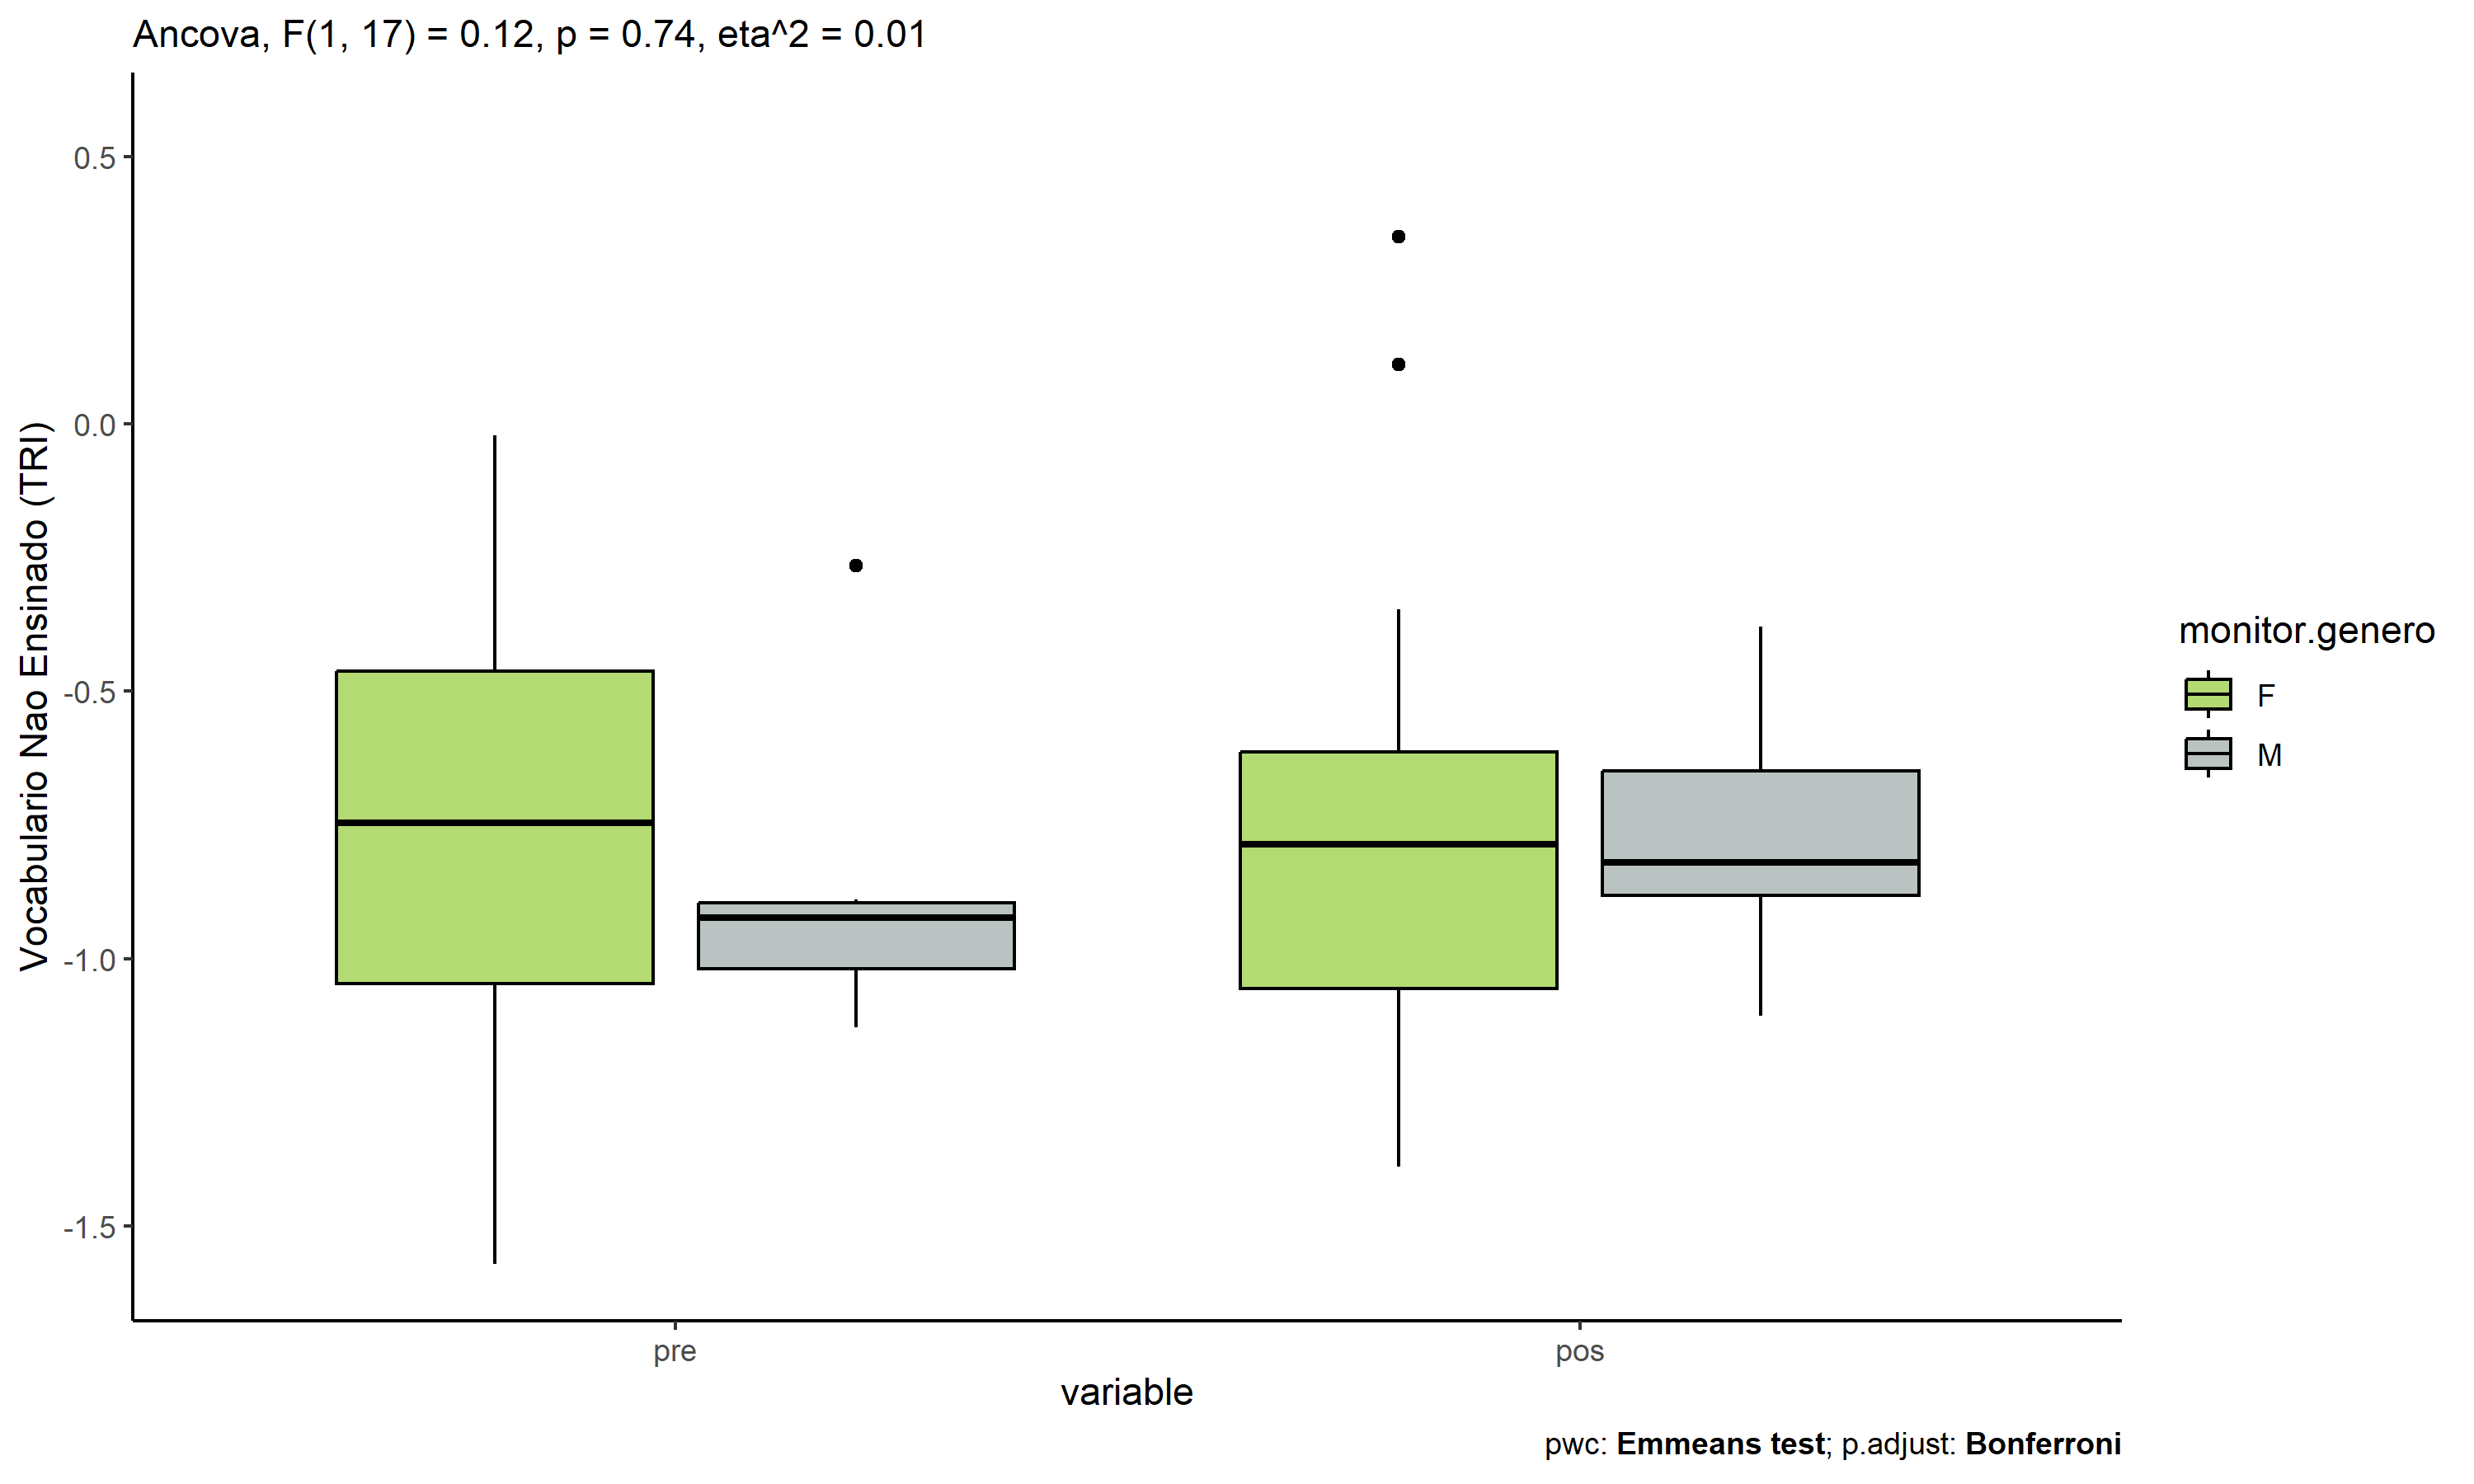 Ancova, F(1, 17) = 0.12, p = 0.74, eta^2 = 0.01
Vocabulario Nao Ensinado (TRI)
0.5
0.0
-0.5
-1.0
-1.5
pre
pos
variable
monitor.genero
F
M
pwc: Emmeans test; p.adjust: Bonferroni